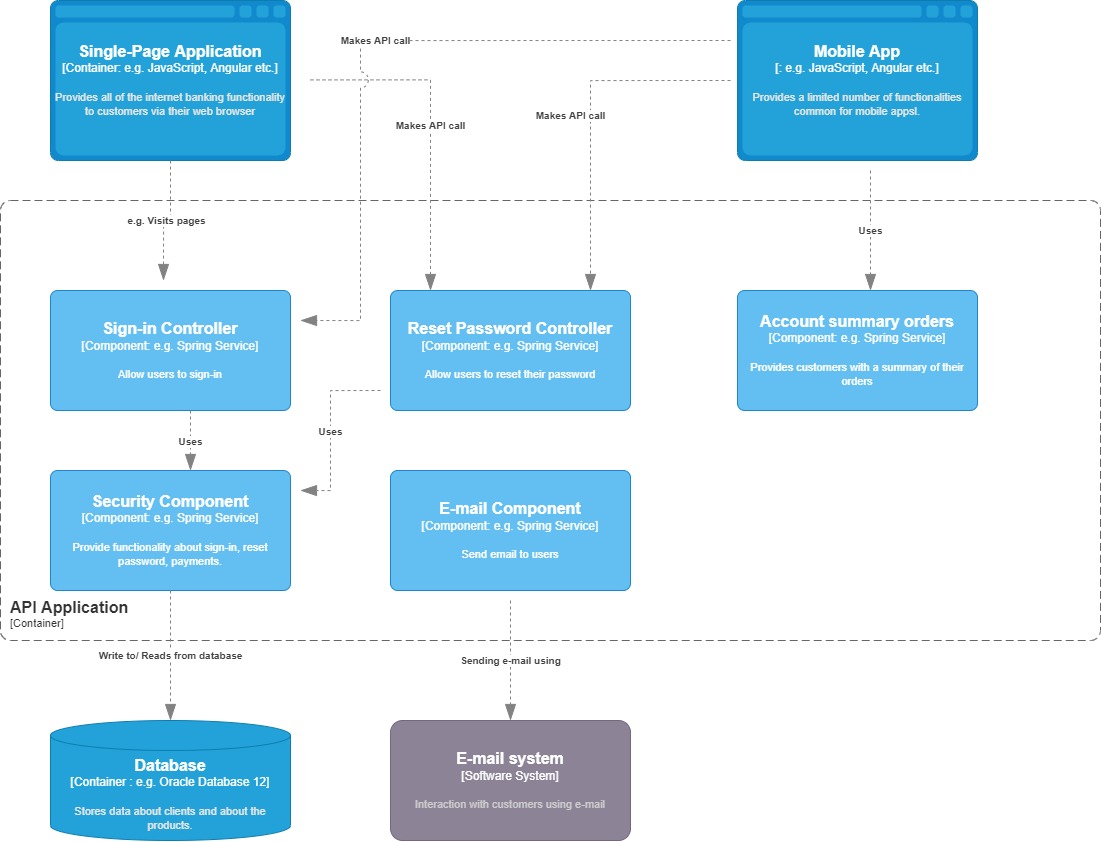 Single-Page Application
[Container: e.g. JavaScript, Angular etc.]
Provides all of the internet banking functionality
to customers via their web browser
Makes API call
Mobile App
[: e.g. JavaScript, Angular etc.]
Provides a limited number of functionalities
common for mobile appsl.
Makes API call
Makes API call
e.g. Visits pages
Uses
Sign-in Controller
[Component: e.g. Spring Service]
Allow users to sign-in
Reset Password Controller
[Component: e.g. Spring Service]
Allow users to reset their password
Account summary orders
[Component: e.g. Spring Service]
Provides customers with a summary of their
orders
Uses
Uses
Security Component
[Component: e.g. Spring Service]
Provide functionality about sign-in, reset
password, payments.
E-mail Component
[Component: e.g. Spring Service]
Send email to users
API Application
[Container]
Write to/ Reads from database
Sending e-mail using
Database
[Container : e.g. Oracle Database 12]
Stores data about clients and about the
products.
E-mail system
[Software System]
Interaction with customers using e-mail